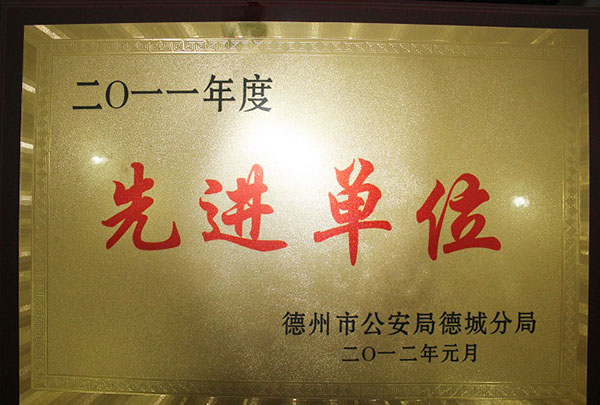 二〇一一年度
先进单位
德州市公安局德城分局
二〇一二年元月